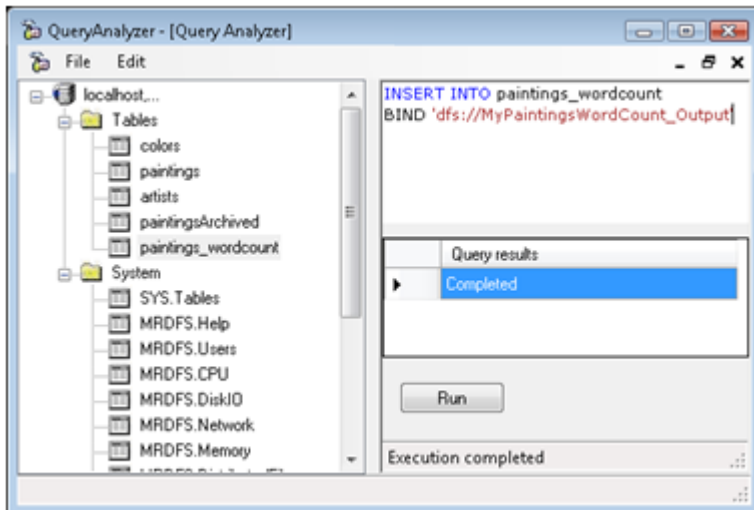 QueryAnalyzer - [Query Analyzer]
File Edit
localhost,...
Tables
colors
paintings
artists
paintingsArchived
paintings_wordcount
System
SYS.Tables
MRDFS.Help
MRDFS.Users
MRDFS.CPU
MRDFS.DiskIO
MRDFS.Network
MRDFS.Memory
INSERT INTO paintings_wordcount
BIND 'dfs://MyPaintingsWordCount_Output'
Query results
Completed
Run
Execution completed